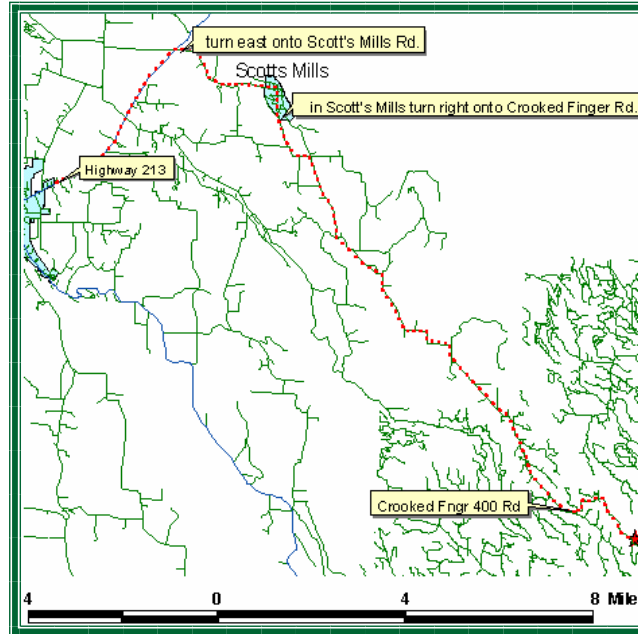 turn east onto Scott's Mills Rd.
Scotts Mills
in Scott's Mills turn right onto Crooked Finger Rd.
Highway 213
Crooked Fngr 400 Rd
4 0 4 8 Mile